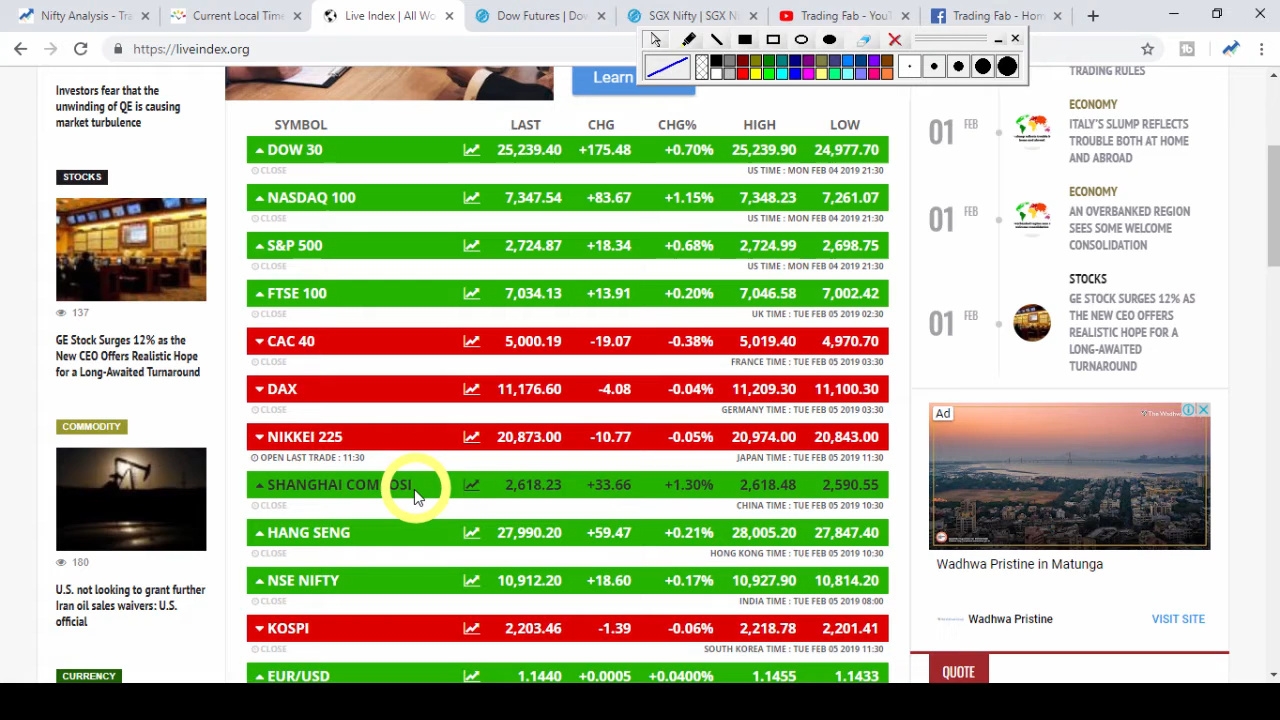 Nifty Analysis - Tra
Current Local Time
Live Index | All Wo
Dow Futures | Dow
SGX Nifty | SGX N
Trading Fab - YouT
Trading Fab - Hom
https://liveindex.org
Investors fear that the
unwinding of QE is causing
market turbulence
STOCKS
137
GE Stock Surges 12% as the
New CEO Offers Realistic Hope
for a Long-Awaited Turnaround
COMMODITY
180
U.S. not looking to grant further
Iran oil sales waivers: U.S.
official
CURRENCY
Learn
SYMBOL LAST CHG CHG% HIGH LOW
DOW 30 25,239.40 +175.48 +0.70% 25,239.90 24,977.70
CLOSE US TIME : MON FEB 04 2019 21:30
NASDAQ 100 7,347.54 +83.67 +1.15% 7,348.23 7,261.07
CLOSE US TIME : MON FEB 04 2019 21:30
S&P 500 2,724.87 +18.34 +0.68% 2,724.99 2,698.75
CLOSE US TIME : MON FEB 04 2019 21:30
FTSE 100 7,034.13 +13.91 +0.20% 7,046.58 7,002.42
CLOSE UK TIME : TUE FEB 05 2019 02:30
CAC 40 5,000.19 -19.07 -0.38% 5,019.40 4,970.70
CLOSE FRANCE TIME : TUE FEB 05 2019 03:30
DAX 11,176.60 -4.08 -0.04% 11,209.30 11,100.30
CLOSE GERMANY TIME : TUE FEB 05 2019 03:30
NIKKEI 225 20,873.00 -10.77 -0.05% 20,974.00 20,843.00
OPEN LAST TRADE : 11:30 JAPAN TIME : TUE FEB 05 2019 11:30
SHANGHAI COMPOSI 2,618.23 +33.66 +1.30% 2,618.48 2,590.55
CLOSE CHINA TIME : TUE FEB 05 2019 10:30
HANG SENG 27,990.20 +59.47 +0.21% 28,005.20 27,847.40
CLOSE HONG KONG TIME : TUE FEB 05 2019 10:30
NSE NIFTY 10,912.20 +18.60 +0.17% 10,927.90 10,814.20
CLOSE INDIA TIME : TUE FEB 05 2019 08:00
KOSPI 2,203.46 -1.39 -0.06% 2,218.78 2,201.41
CLOSE SOUTH KOREA TIME : TUE FEB 05 2019 11:30
EUR/USD 1.1440 +0.0005 +0.0400% 1.1455 1.1433
TRADING RULES
ECONOMY
01 FEB
ITALY'S SLUMP REFLECTS
TROUBLE BOTH AT HOME
AND ABROAD
ECONOMY
01 FEB
AN OVERBANKED REGION
SEES SOME WELCOME
CONSOLIDATION
STOCKS
01 FEB
GE STOCK SURGES 12% AS
THE NEW CEO OFFERS
REALISTIC HOPE FOR A
LONG-AWAITED
TURNAROUND
Ad
Wadhwa Pristine in Matunga
Wadhwa Pristine
VISIT SITE
QUOTE